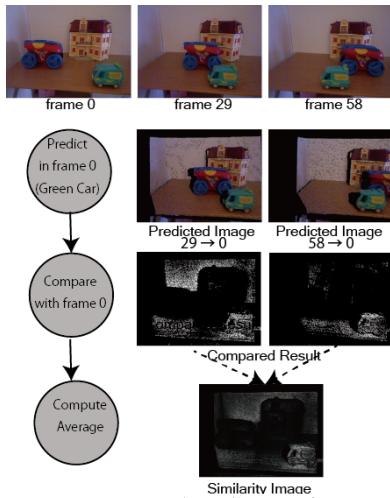 frame 0
frame 29
frame 58
Predict
in frame 0
(Green Car)
Predicted Image
29 → 0
Predicted Image
58 → 0
Compare
with frame 0
Compared Result
Compute
Average
Similarity Image